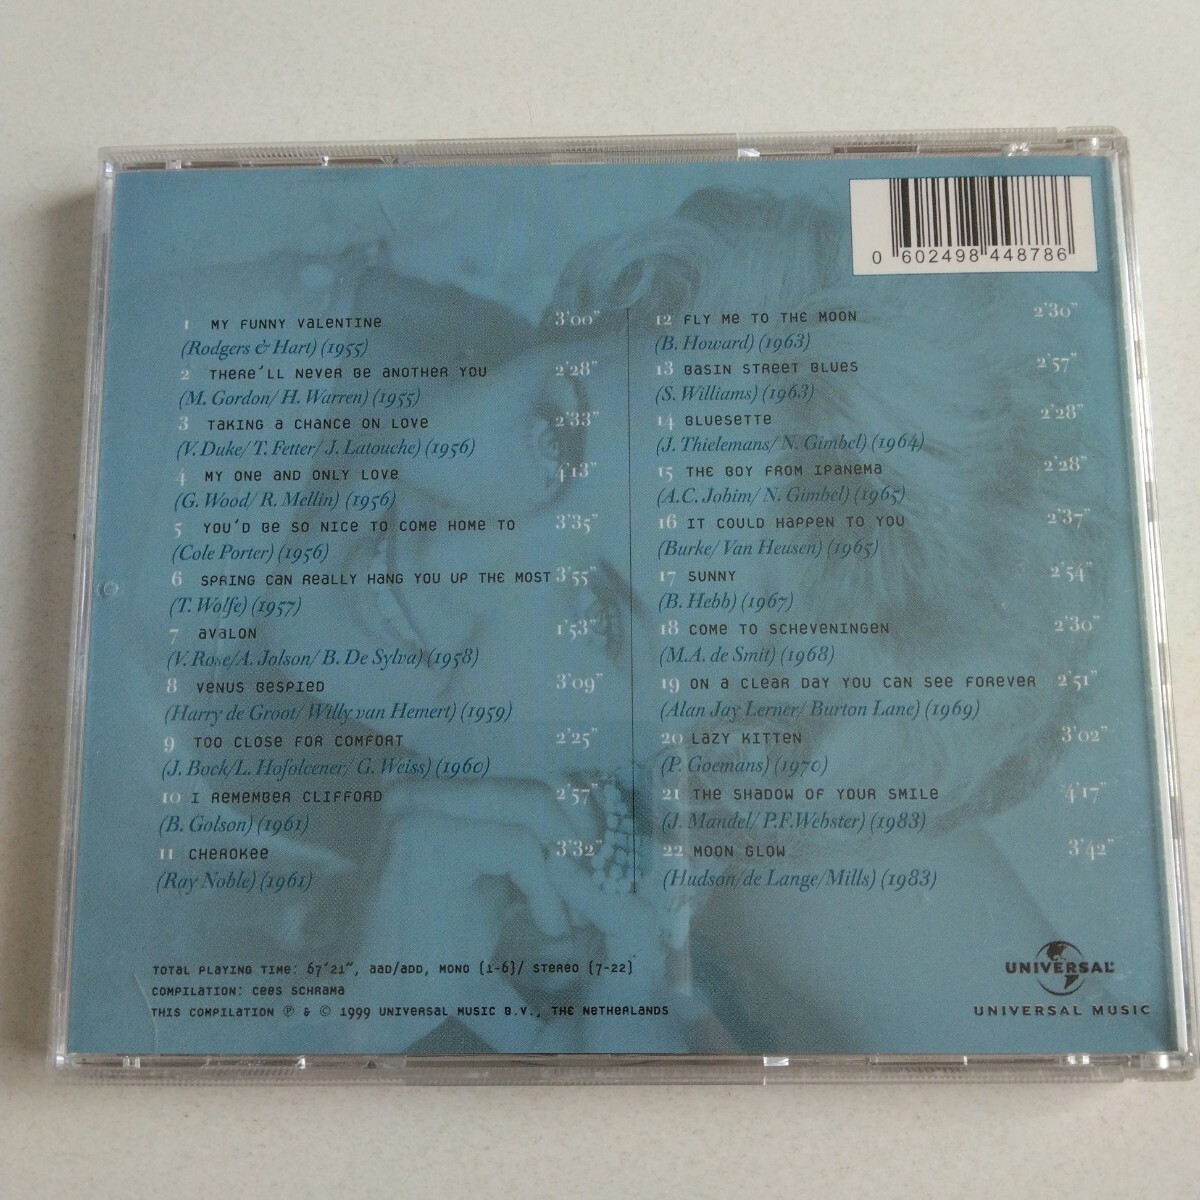 0 602498 448786
1 MY FUNNY VALENTINE 3'00"
(Rodgers & Hart) (1955)
2 THERE'LL NEVER BE ANOTHER YOU 2'28"
(M. Gordon/ H. Warren) (1955)
3 TAKING A CHANCE ON LOVE 2'33"
(V. Duke/ T. Fetter/ J. Latouche) (1956)
4 MY ONE AND ONLY LOVE 4'13"
(G. Wood/ R. Mellin) (1956)
5 YOU'D BE SO NICE TO COME HOME TO 3'35"
(Cole Porter) (1956)
6 SPRING CAN REALLY HANG YOU UP THE MOST 3'55"
(T. Wolfe) (1957)
7 AVALON 1'53"
(V. Rose/A. Jolson/ B. De Sylva) (1958)
8 VENUS BESPIED 3'09"
(Harry de Groot/ Willy van Hemert) (1959)
9 TOO CLOSE FOR COMFORT 2'25"
(J. Bock/L. Hofolcener/ G. Weiss) (1960)
10 I REMEMBER CLIFFORD 2'57"
(B. Golson) (1961)
11 CHEROKEE 3'32"
(Ray Noble) (1961)
12 FLY ME TO THE MOON 2'30"
(B. Howard) (1963)
13 BASIN STREET BLUES 2'57"
(S. Williams) (1963)
14 BLUESETTE 2'28"
(J. Thielemans/ N. Gimbel) (1964)
15 THE BOY FROM IPANEMA 2'28"
(A.C. Jobim/ N. Gimbel) (1965)
16 IT COULD HAPPEN TO YOU 2'37"
(Burke/ Van Heusen) (1965)
17 SUNNY 2'54"
(B. Hebb) (1967)
18 COME TO SCHEVENINGEN 2'30"
(M.A. de Smit) (1968)
19 ON A CLEAR DAY YOU CAN SEE FOREVER 2'51"
(Alan Jay Lerner/ Burton Lane) (1969)
20 LAZY KITTEN 3'02"
(P. Goemans) (1970)
21 THE SHADOW OF YOUR SMILE 4'17"
(J. Mandel/ P.F.Webster) (1983)
22 MOON GLOW 3'42"
(Hudson/de Lange/Mills) (1983)
TOTAL PLAYING TIME: 67'21", AAD/ADD, MONO (1-6)/ STEREO (7-22)
COMPILATION: CEES SCHRAMA
THIS COMPILATION ℗ & © 1999 UNIVERSAL MUSIC B.V., THE NETHERLANDS
UNIVERSAL
UNIVERSAL MUSIC